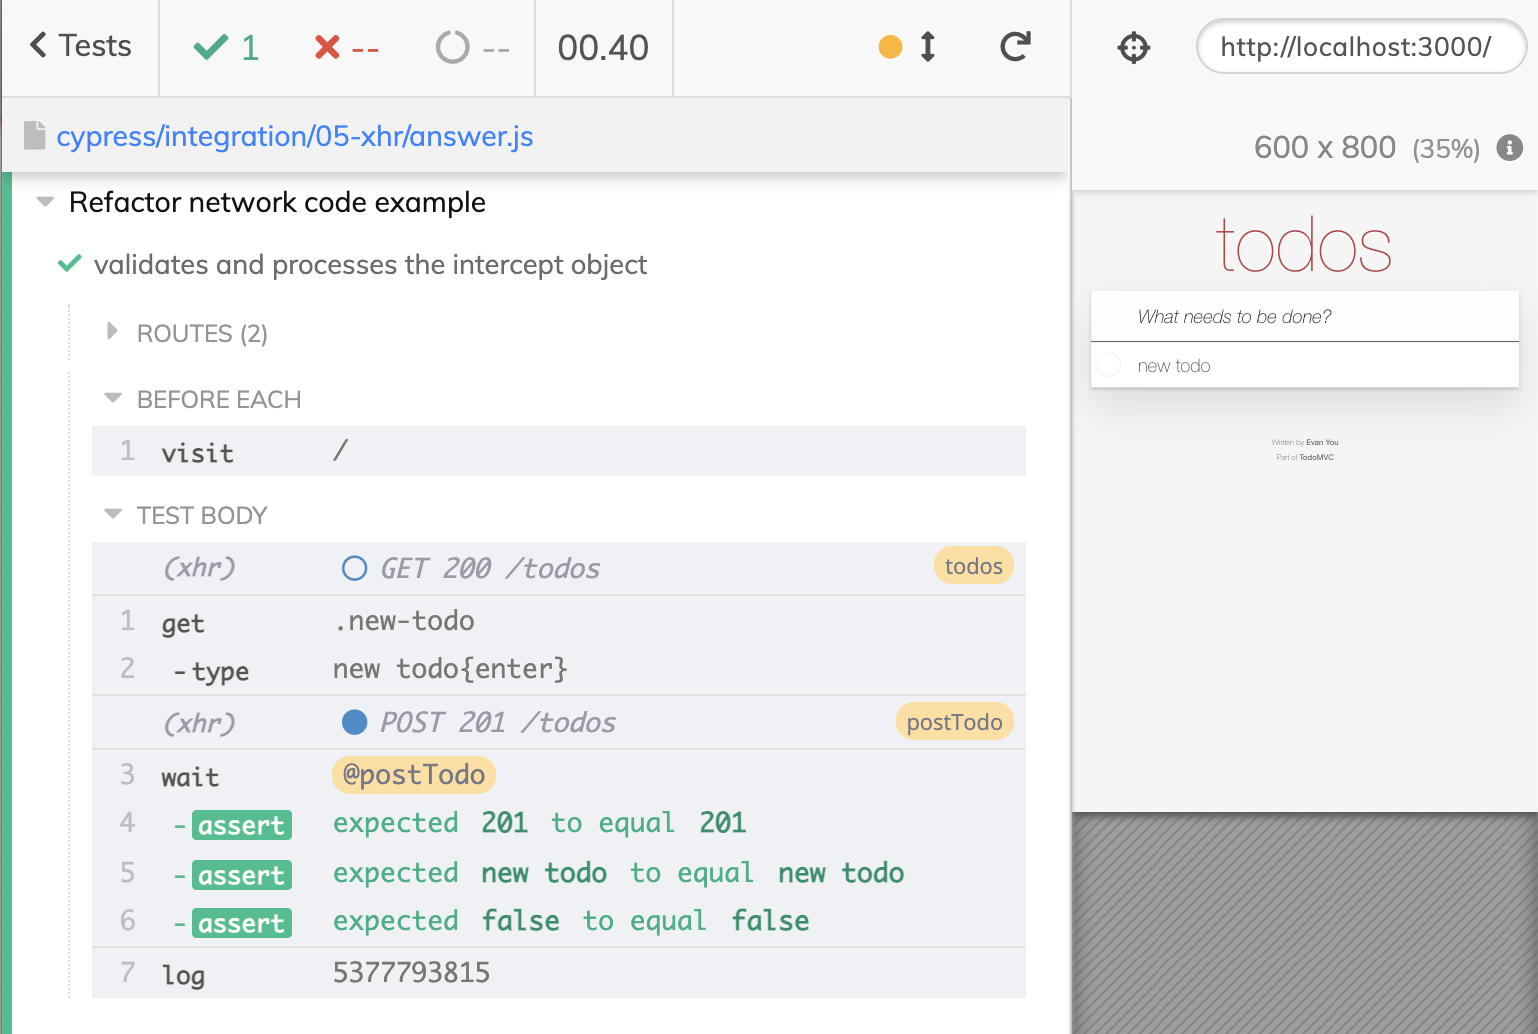 Tests
1
--
--
00.40
http://localhost:3000/
cypress/integration/05-xhr/answer.js
600 x 800 (35%)
Refactor network code example
validates and processes the intercept object
ROUTES (2)
BEFORE EACH
1 visit /
TEST BODY
(xhr) GET 200 /todos todos
1 get .new-todo
2 -type new todo{enter}
(xhr) POST 201 /todos postTodo
3 wait @postTodo
4 -assert expected 201 to equal 201
5 -assert expected new todo to equal new todo
6 -assert expected false to equal false
7 log 5377793815
todos
What needs to be done?
new todo
Written by Evan You
Part of TodoMVC